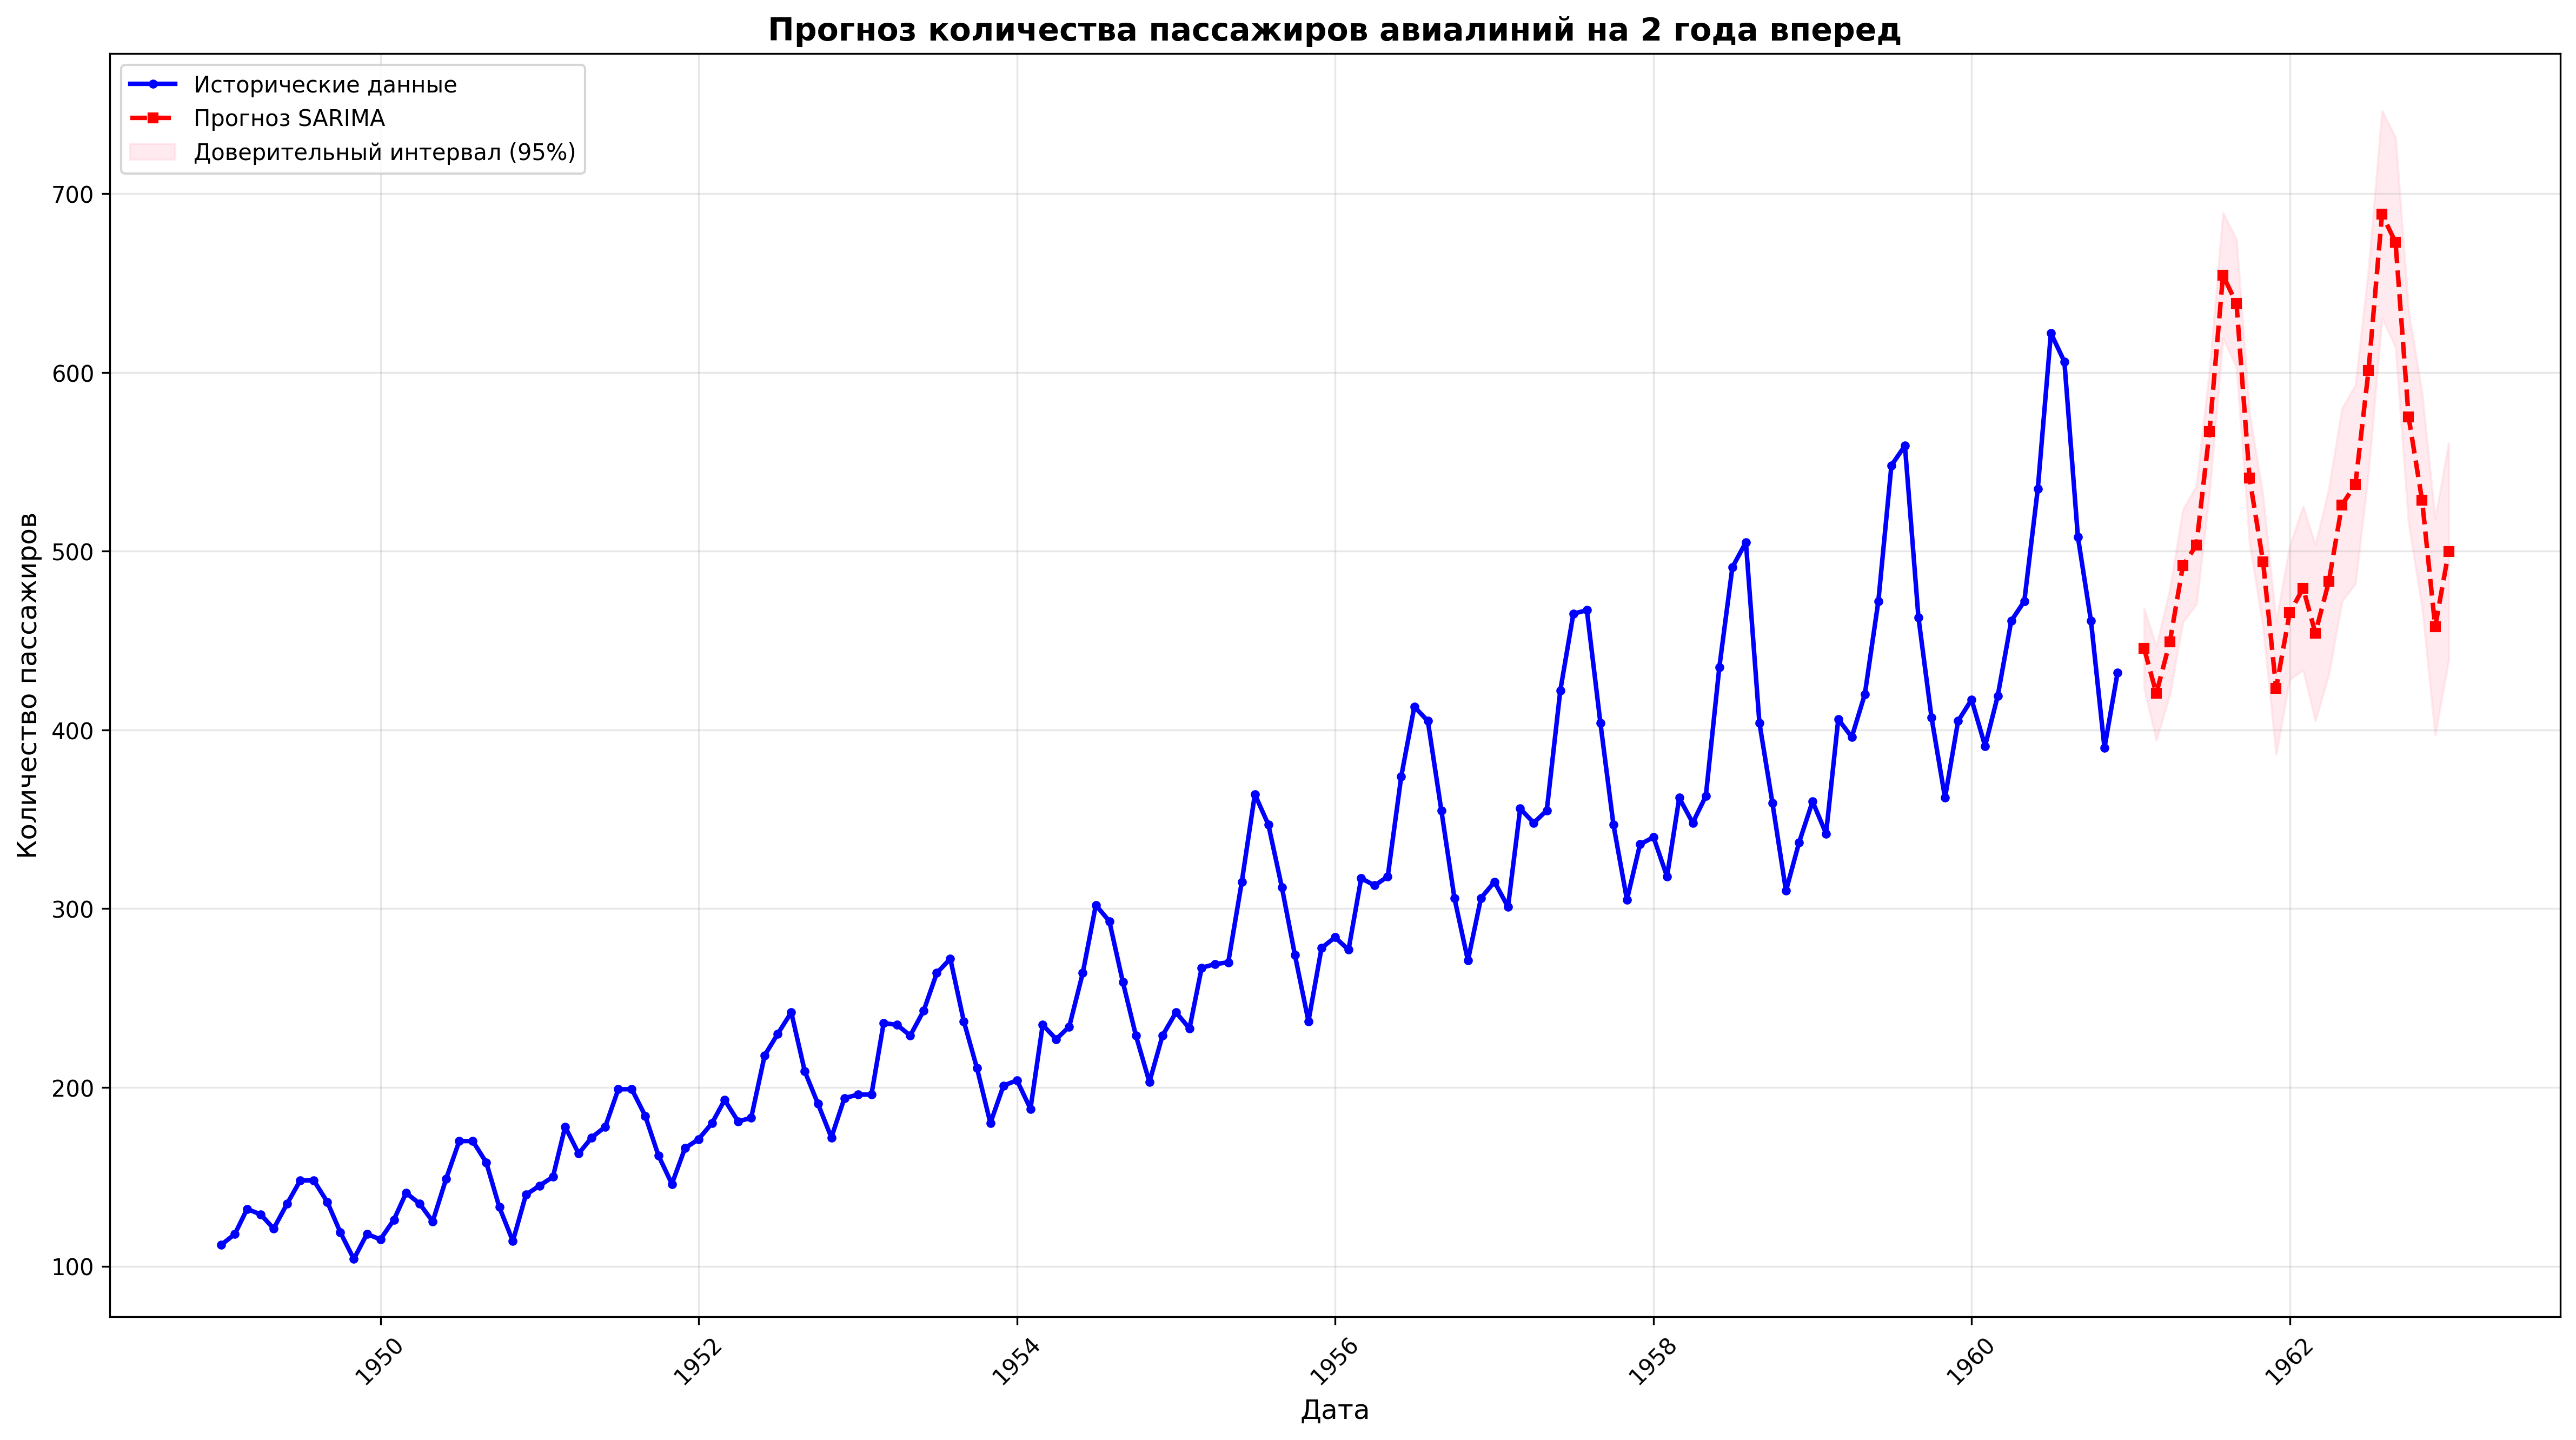 Прогноз количества пассажиров авиалиний на 2 года вперед
Исторические данные
Прогноз SARIMA
Доверительный интервал (95%)
Количество пассажиров
700
600
500
400
300
200
100
1950
1952
1954
1956
1958
1960
1962
Дата